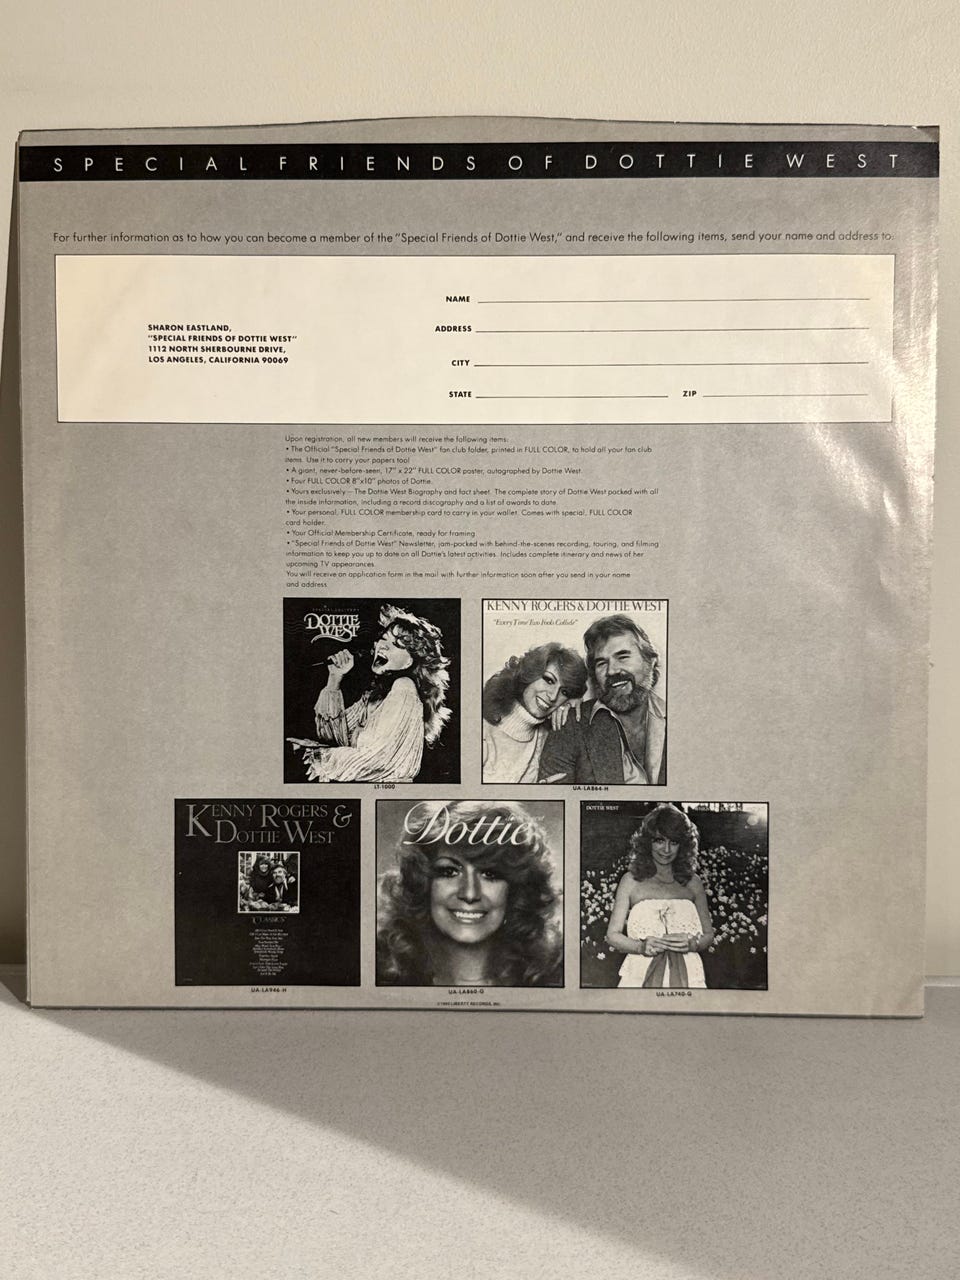 SPECIAL FRIENDS OF DOTTIE WEST
For further information as to how you can become a member of the "Special Friends of Dottie West," and receive the following items, send your name and address to:
SHARON EASTLAND,
"SPECIAL FRIENDS OF DOTTIE WEST"
1112 NORTH SHERBOURNE DRIVE,
LOS ANGELES, CALIFORNIA 90069
NAME
ADDRESS
CITY
STATE ZIP
Upon registration, all new members will receive the following items:
• The Official "Special Friends of Dottie West" fan club folder, printed in FULL COLOR, to hold all your fan club
items. Use it to carry your papers too!
• A giant, never-before-seen, 17" x 22" FULL COLOR poster, autographed by Dottie West.
• Four FULL COLOR 8"x10" photos of Dottie.
• Yours exclusively—The Dottie West Biography and fact sheet. The complete story of Dottie West packed with all
the inside information, including a record discography and a list of awards to date.
• Your personal, FULL COLOR membership card to carry in your wallet. Comes with special, FULL COLOR
card holder.
• Your Official Membership Certificate, ready for framing.
• "Special Friends of Dottie West" Newsletter, jam-packed with behind-the-scenes recording, touring, and filming
information to keep you up to date on all Dottie's latest activities. Includes complete itinerary and news of her
upcoming TV appearances.
You will receive an application form in the mail with further information soon after you send in your name
and address.
SPECIAL DELIVERY
DOTTIE
WEST
LT-1000
KENNY ROGERS & DOTTIE WEST
"Every Time Two Fools Collide"
UA-LA864-H
KENNY ROGERS &
DOTTIE WEST
"CLASSICS"
UA-LA946-H
Dottie
UA-LA860-G
DOTTIE WEST
UA-LA740-G
©1980 LIBERTY RECORDS, INC.